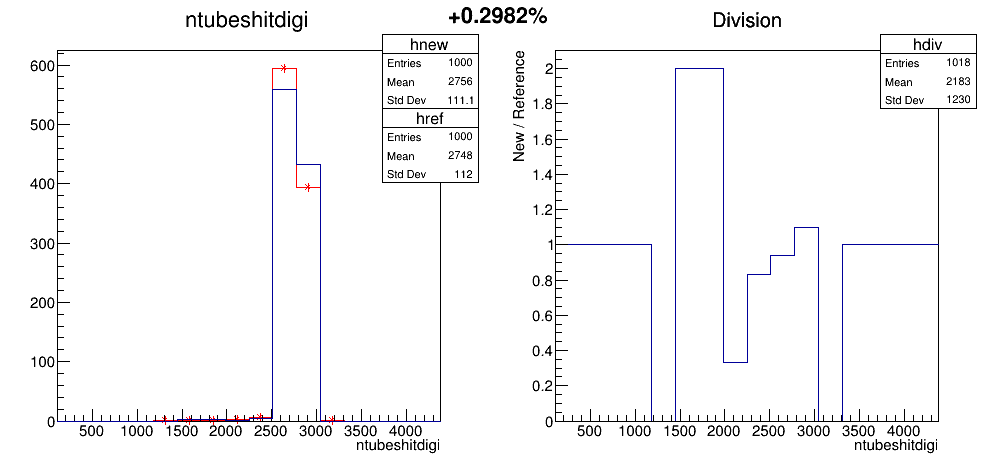 +0.2982%
ntubeshitdigi
hnew
Entries 1000
Mean 2756
Std Dev 111.1
href
Entries 1000
Mean 2748
Std Dev 112
600
500
400
300
200
100
0
500 1000 1500 2000 2500 3000 3500 4000
ntubeshitdigi
Division
hdiv
Entries 1018
Mean 2183
Std Dev 1230
New / Reference
2
1.8
1.6
1.4
1.2
1
0.8
0.6
0.4
0.2
0
500 1000 1500 2000 2500 3000 3500 4000
ntubeshitdigi